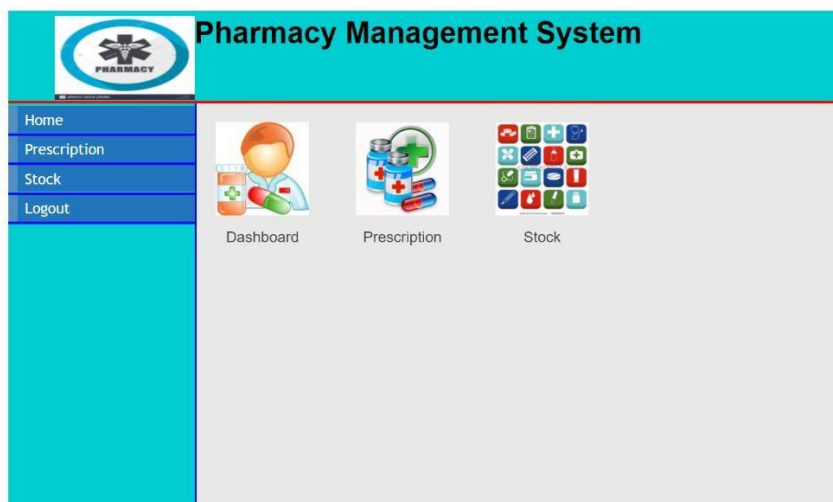 Pharmacy Management System
PHARMACY
Home
Prescription
Stock
Logout
Dashboard
Prescription
Stock